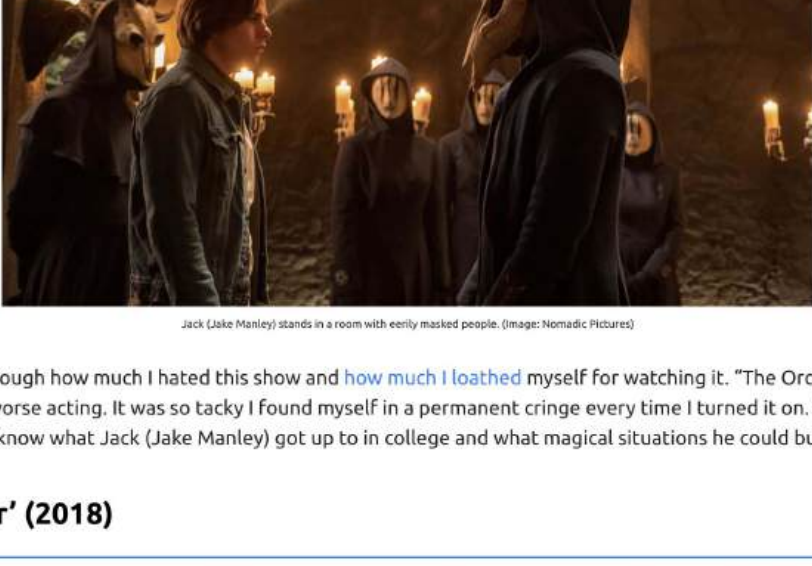 Jack (Jake Manley) stands in a room with eerily masked people. (Image: Nomadic Pictures)
ough how much I hated this show and how much I loathed myself for watching it. “The Ord
orse acting. It was so tacky I found myself in a permanent cringe every time I turned it on.
know what Jack (Jake Manley) got up to in college and what magical situations he could bu
r’ (2018)